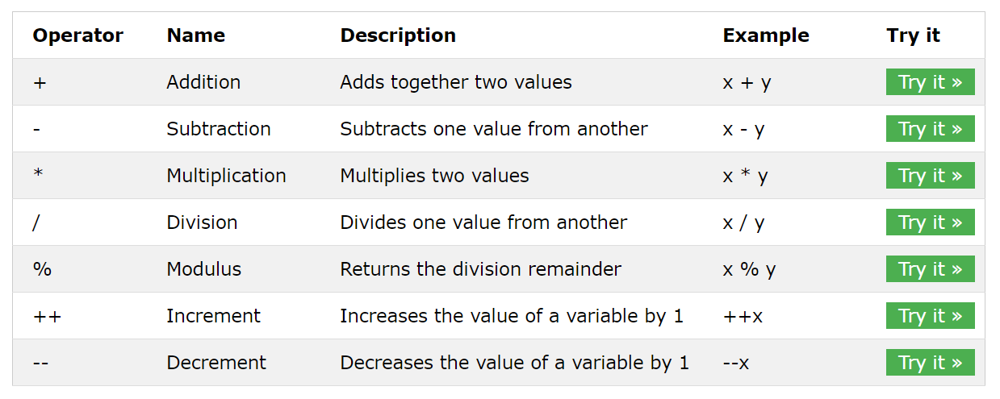 Operator Name Description Example Try it
+ Addition Adds together two values x + y Try it »
- Subtraction Subtracts one value from another x - y Try it »
* Multiplication Multiplies two values x * y Try it »
/ Division Divides one value from another x / y Try it »
% Modulus Returns the division remainder x % y Try it »
++ Increment Increases the value of a variable by 1 ++x Try it »
-- Decrement Decreases the value of a variable by 1 --x Try it »